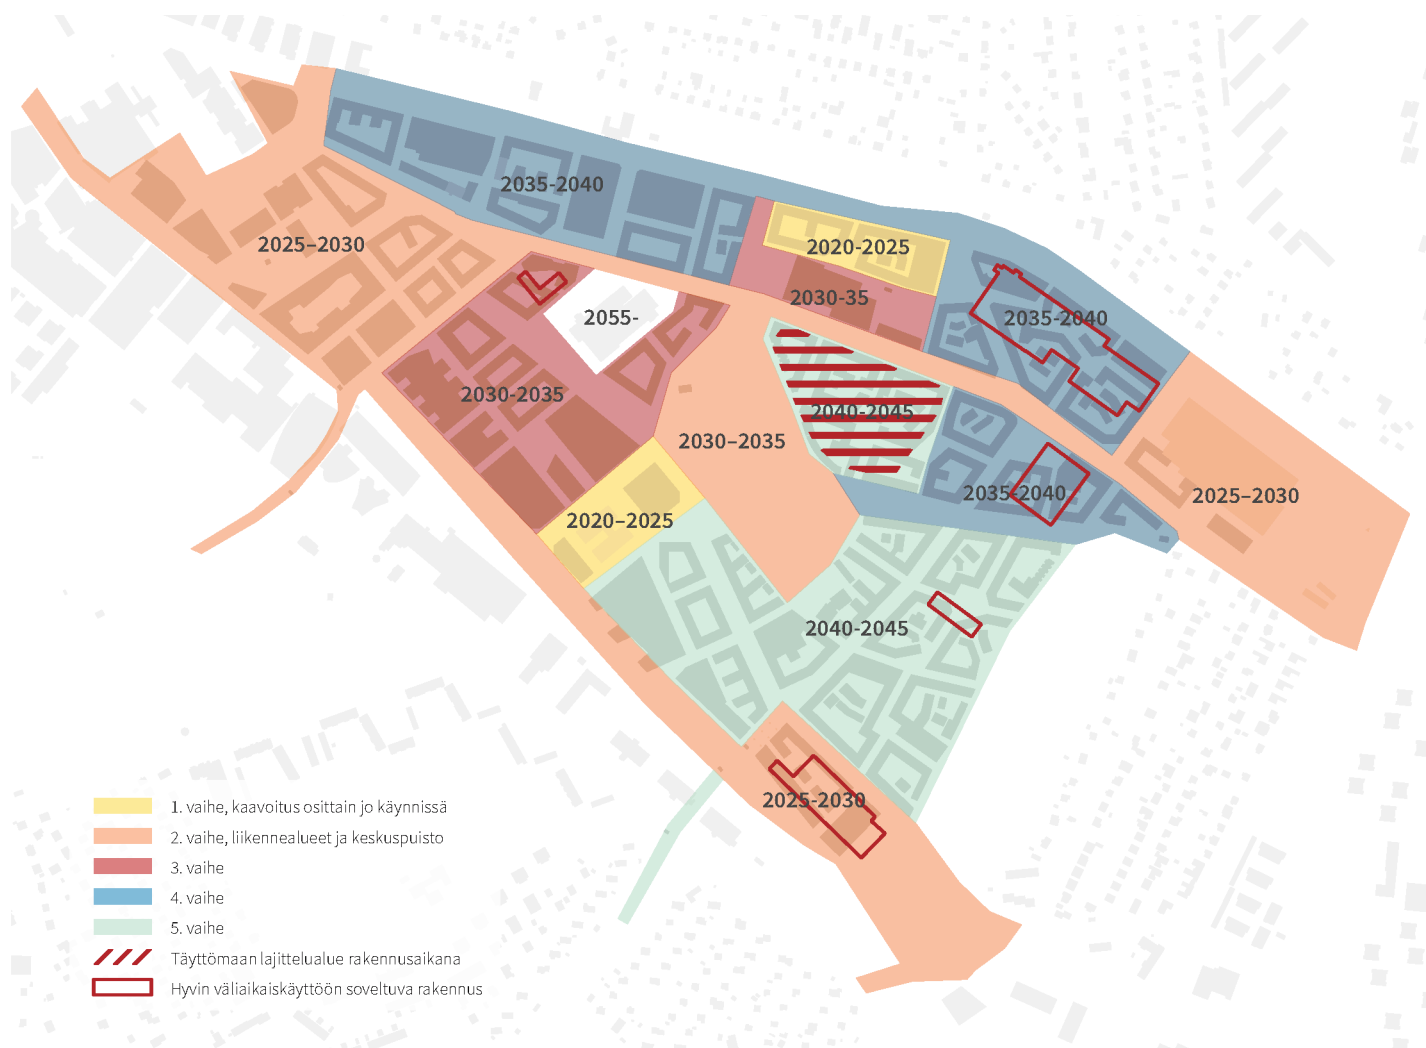 2035-2040
2025–2030
2020-2025
2030-35
2055-
2035-2040
2030-2035
2030–2035
2040-2045
2035-2040
2025–2030
2020–2025
2040-2045
2025-2030
1. vaihe, kaavoitus osittain jo käynnissä
2. vaihe, liikennealueet ja keskuspuisto
3. vaihe
4. vaihe
5. vaihe
Täyttömaan lajittelualue rakennusaikana
Hyvin väliaikaiskäyttöön soveltuva rakennus